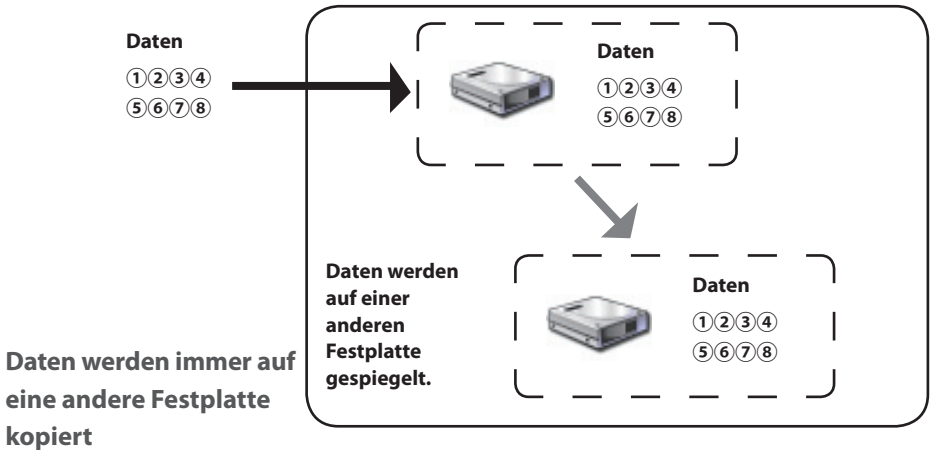 Daten
①②③④
⑤⑥⑦⑧
Daten
①②③④
⑤⑥⑦⑧
Daten werden
auf einer
anderen
Festplatte
gespiegelt.
Daten
①②③④
⑤⑥⑦⑧
Daten werden immer auf
eine andere Festplatte
kopiert